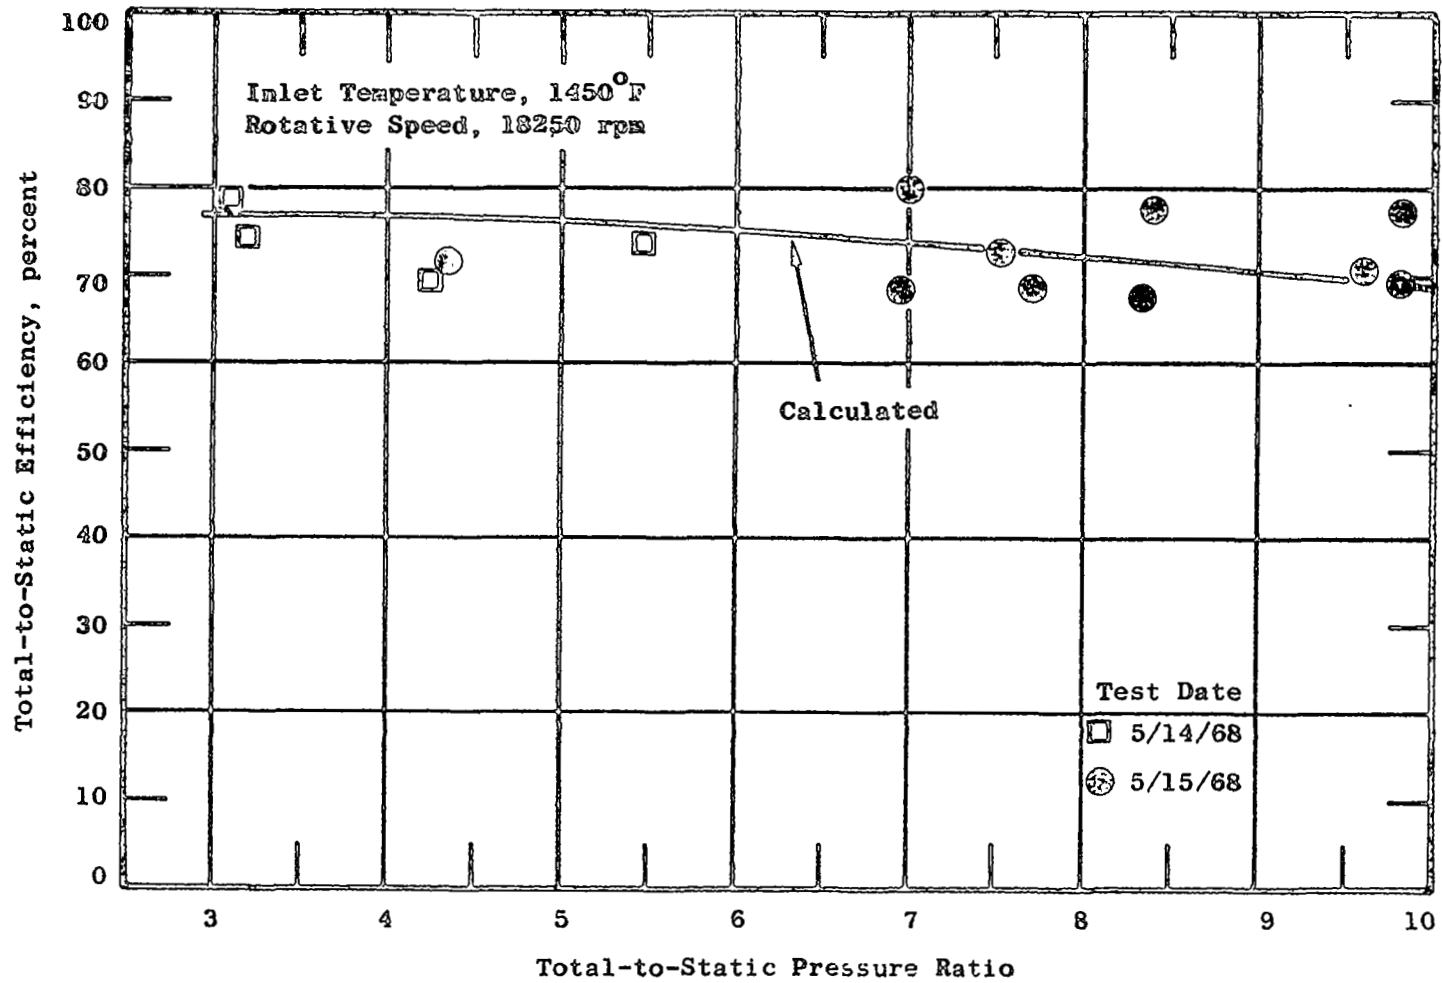 100
90
80
70
60
50
40
30
20
10
0
Total-to-Static Efficiency, percent
Inlet Temperature, 1450°F
Rotative Speed, 18250 rpm
Calculated
Test Date
5/14/68
5/15/68
3 4 5 6 7 8 9 10
Total-to-Static Pressure Ratio